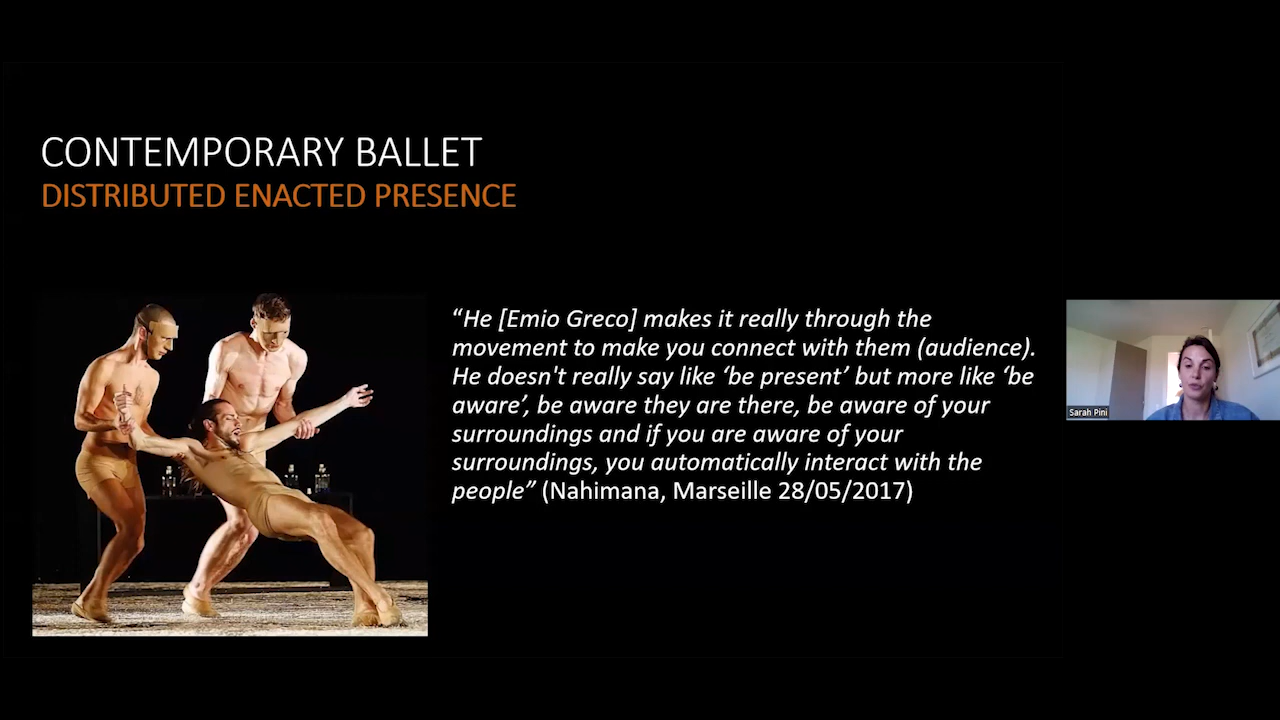 CONTEMPORARY BALLET
DISTRIBUTED ENACTED PRESENCE
“He [Emio Greco] makes it really through the
movement to make you connect with them (audience).
He doesn't really say like ‘be present’ but more like ‘be
aware’, be aware they are there, be aware of your
surroundings and if you are aware of your
surroundings, you automatically interact with the
people” (Nahimana, Marseille 28/05/2017)
Sarah Pini